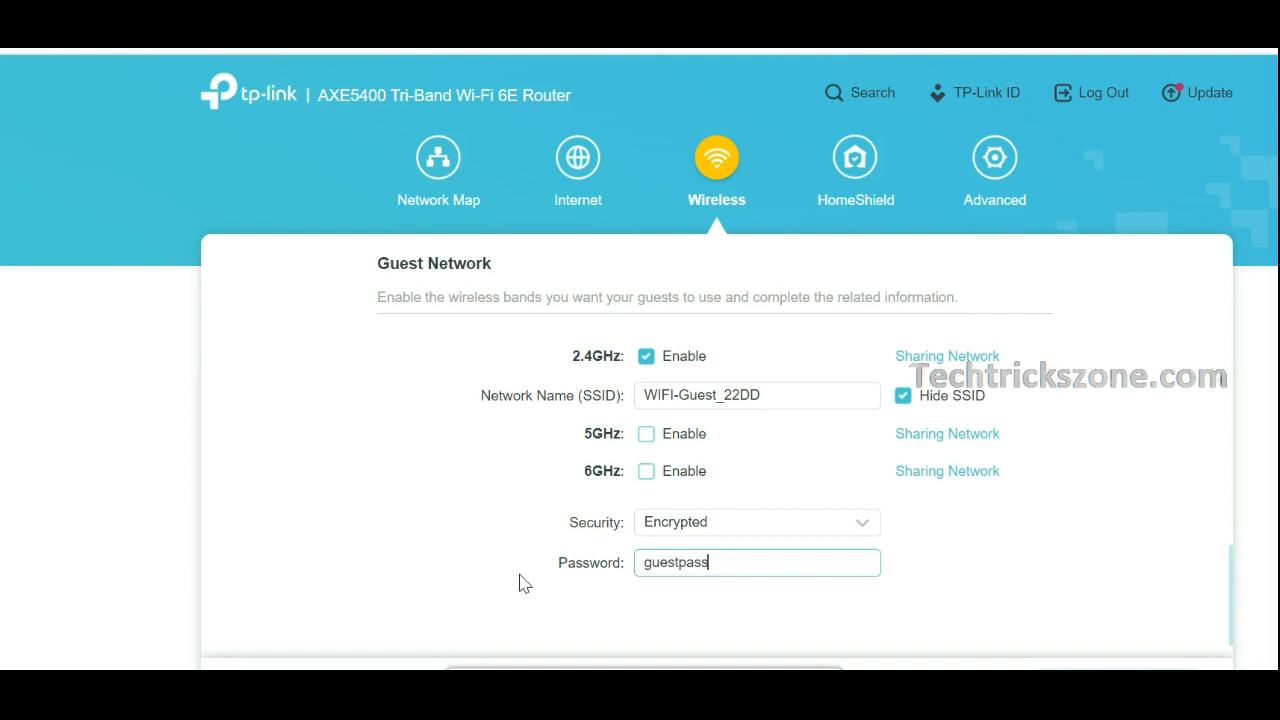 tp-link | AXE5400 Tri-Band Wi-Fi 6E Router Search TP-Link ID Log Out Update
Network Map Internet Wireless HomeShield Advanced
Guest Network
Enable the wireless bands you want your guests to use and complete the related information.
2.4GHz: Enable Sharing Network
Techtrickszone.com
Network Name (SSID): WIFI-Guest_22DD Hide SSID
5GHz: Enable Sharing Network
6GHz: Enable Sharing Network
Security: Encrypted
Password: guestpass